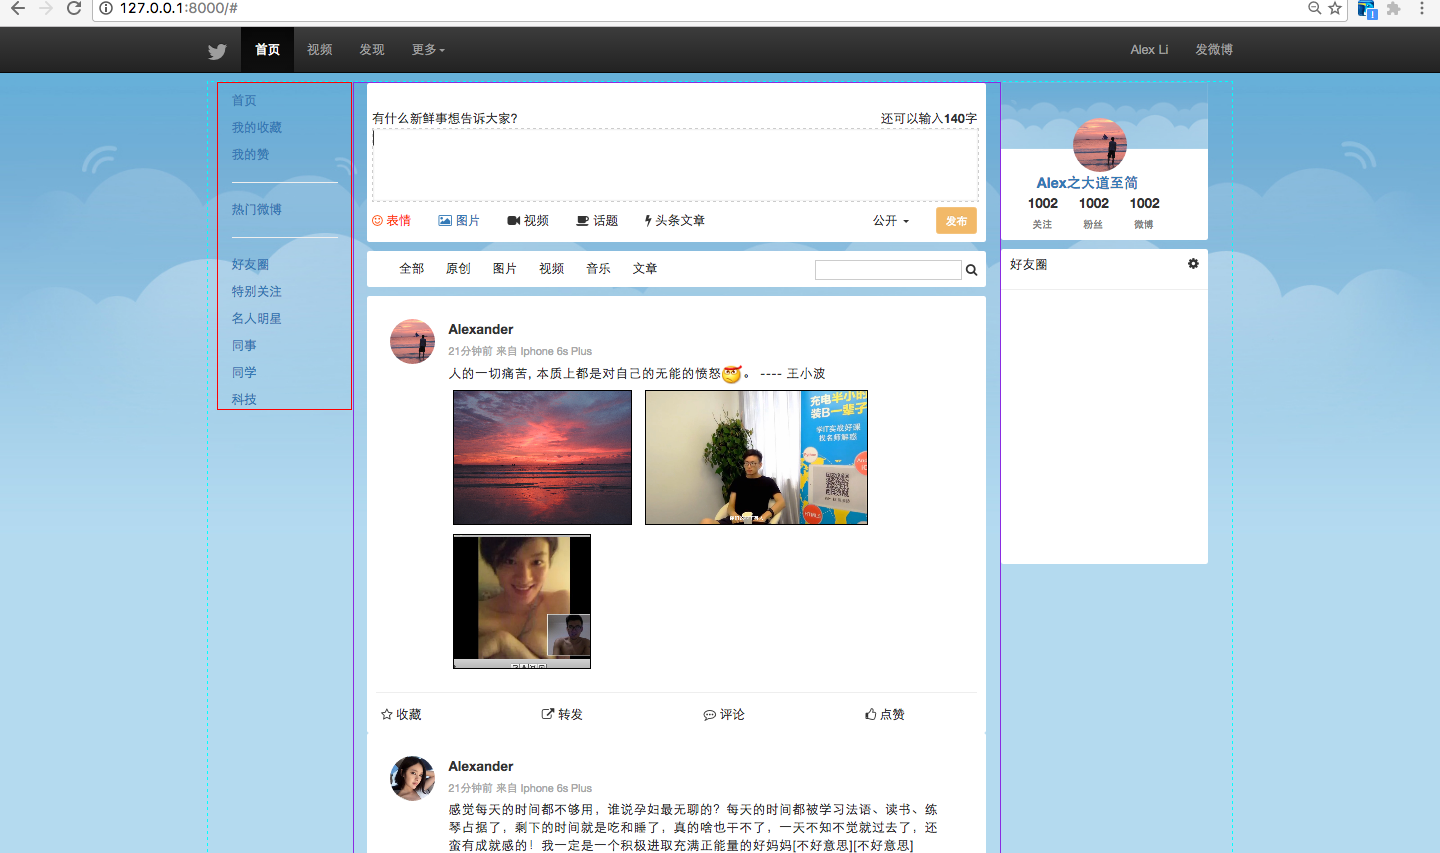 127.0.0.1:8000/#
首页 视频 发现 更多 Alex Li 发微博
首页
我的收藏
我的赞
热门微博
好友圈
特别关注
名人明星
同事
同学
科技
有什么新鲜事想告诉大家? 还可以输入140字
表情 图片 视频 话题 头条文章 公开 发布
全部 原创 图片 视频 音乐 文章
Alexander
21分钟前 来自 Iphone 6s Plus
人的一切痛苦, 本质上都是对自己的无能的愤怒。 ---- 王小波
充电半小时
装B一辈子
学IT实战好课
权名师解惑
HTML5
收藏 转发 评论 点赞
Alexander
21分钟前 来自 Iphone 6s Plus
感觉每天的时间都不够用，谁说孕妇最无聊的？每天的时间都被学习法语、读书、练
琴占据了，剩下的时间就是吃和睡了，真的啥也干不了，一天不知不觉就过去了，还
蛮有成就感的！我一定是一个积极进取充满正能量的好妈妈[不好意思][不好意思]
Alex之大道至简
1002 1002 1002
关注 粉丝 微博
好友圈